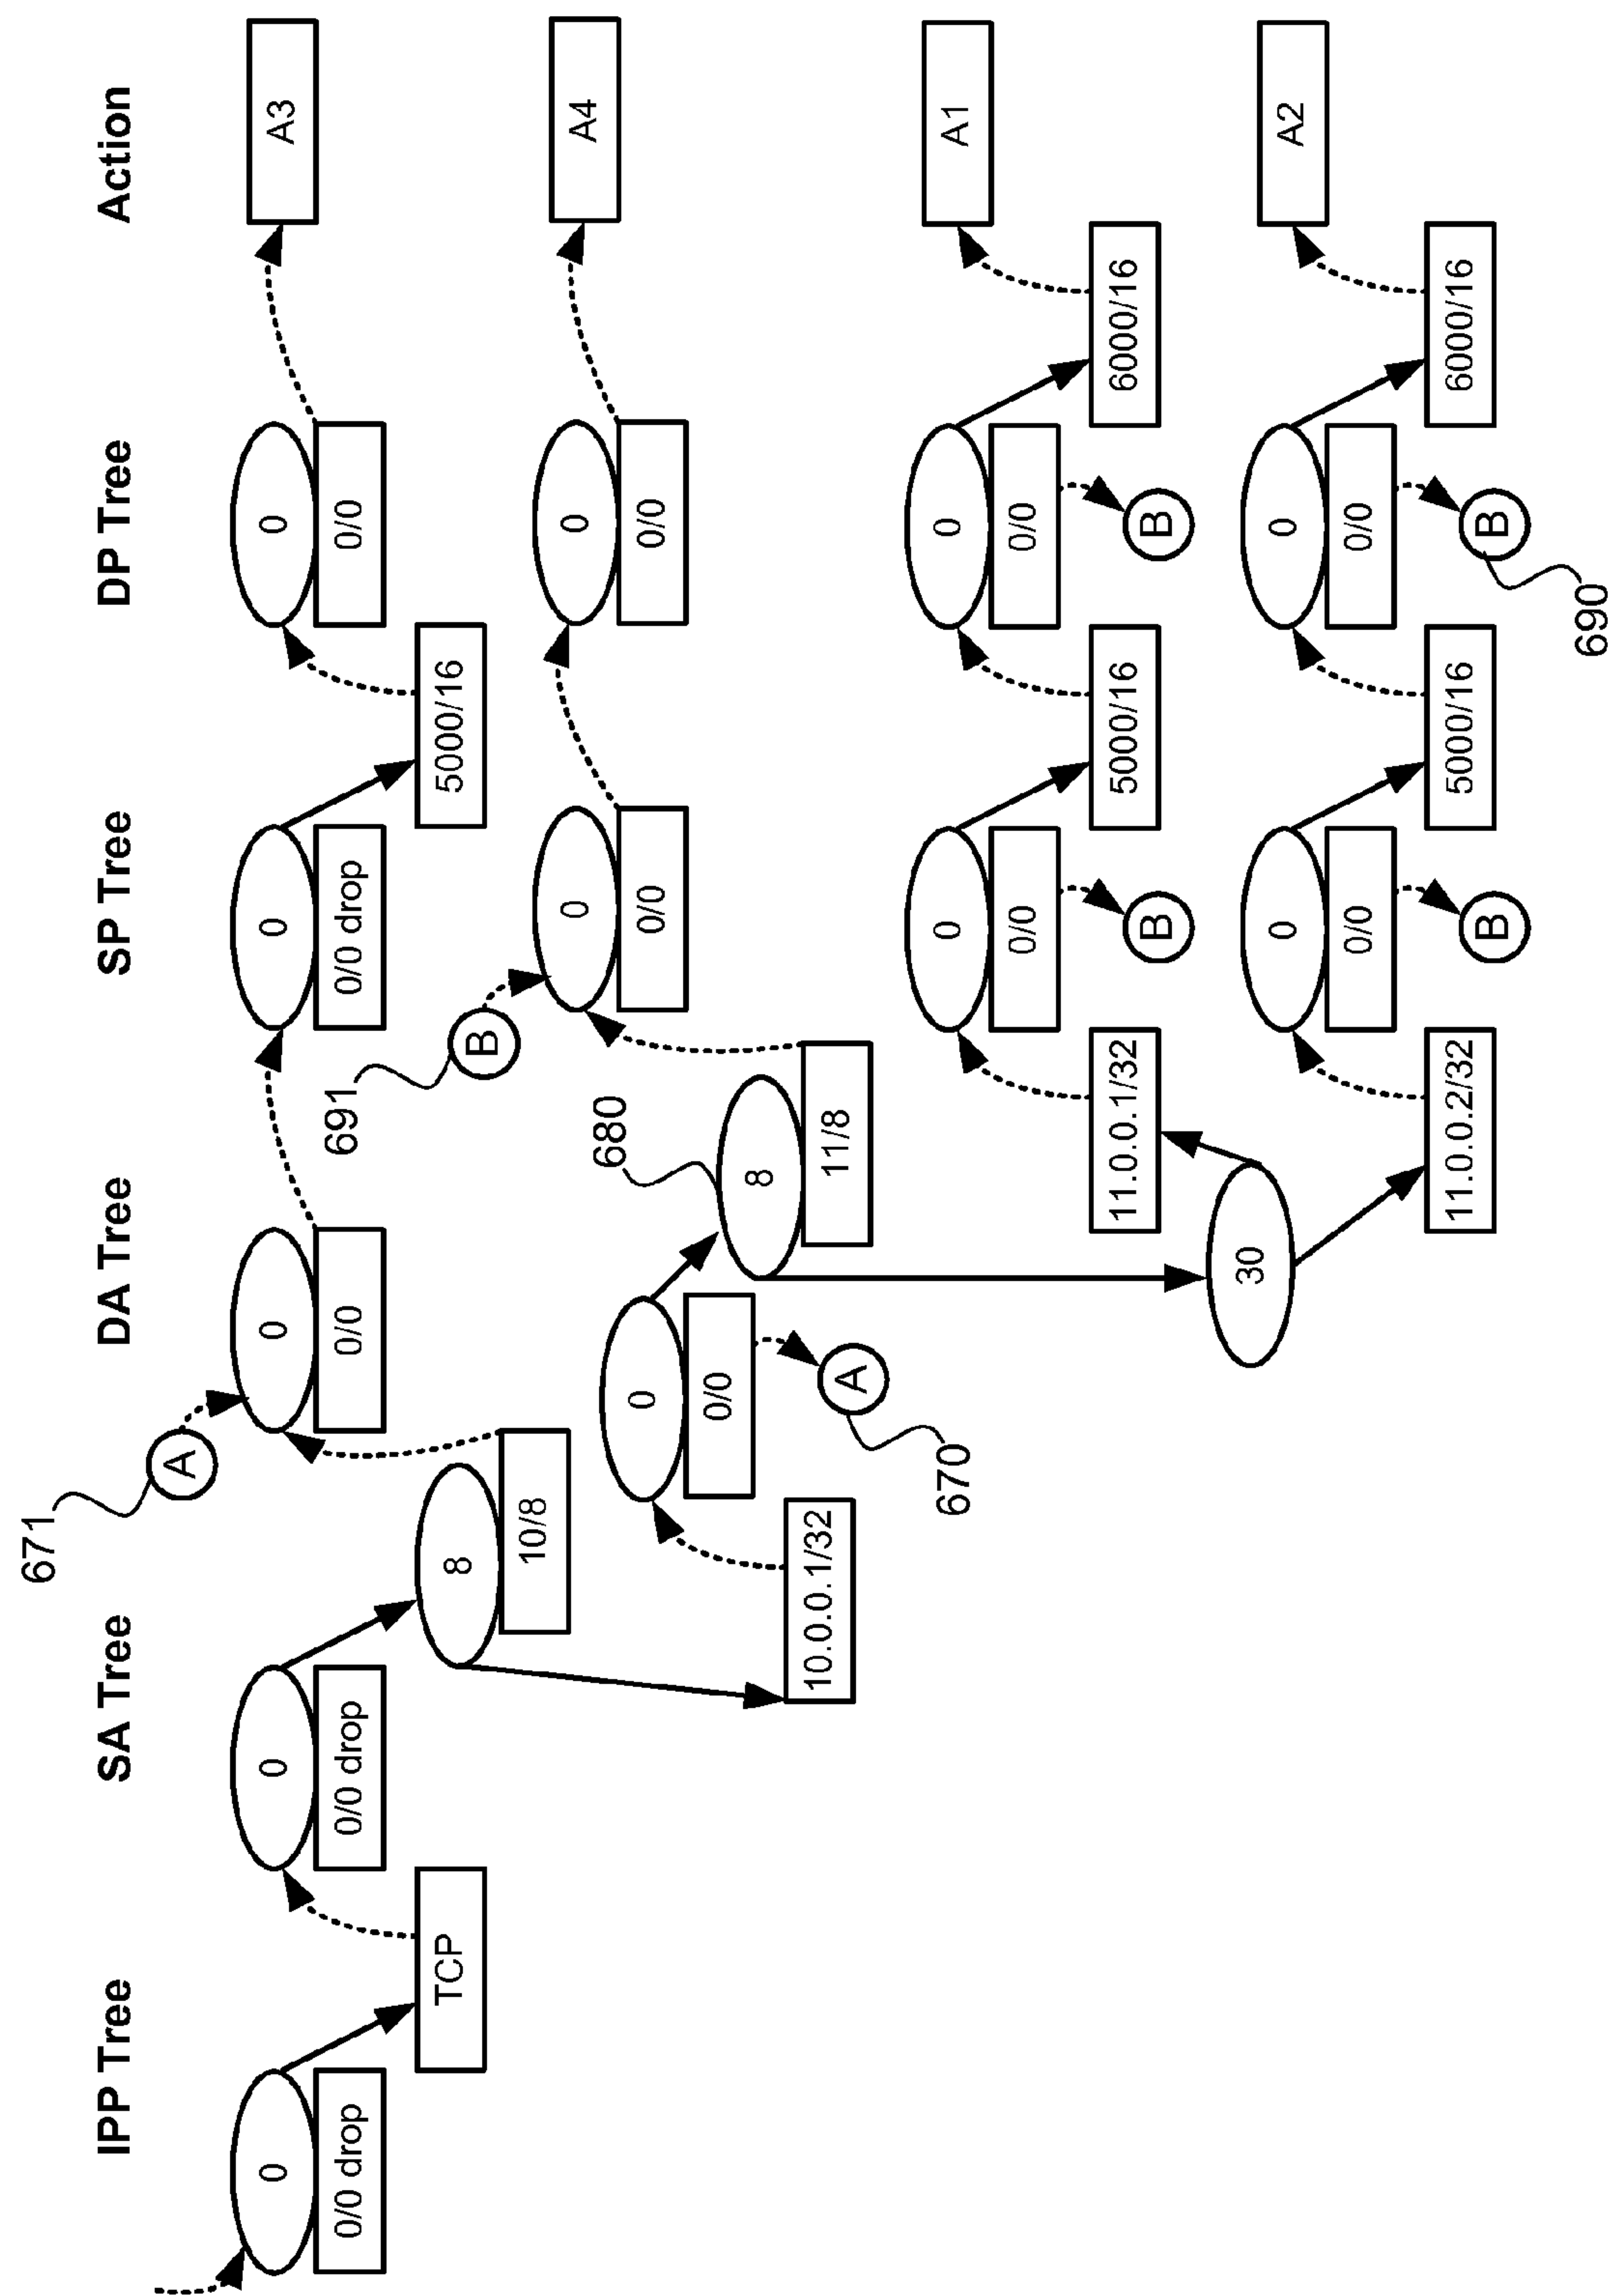 IPP Tree
SA Tree
DA Tree
SP Tree
DP Tree
Action
671
A
0
0/0 drop
0
0/0 drop
0
0/0
0
0/0 drop
0
0/0
A3
TCP
8
10/8
691
B
5000/16
0
0/0
0
0/0
A4
0
0/0
680
8
11/8
10.0.0.1/32
A
670
0
0/0
0
0/0
A1
11.0.0.1/32
B
5000/16
B
6000/16
30
0
0/0
0
0/0
A2
11.0.0.2/32
B
5000/16
B
6000/16
690